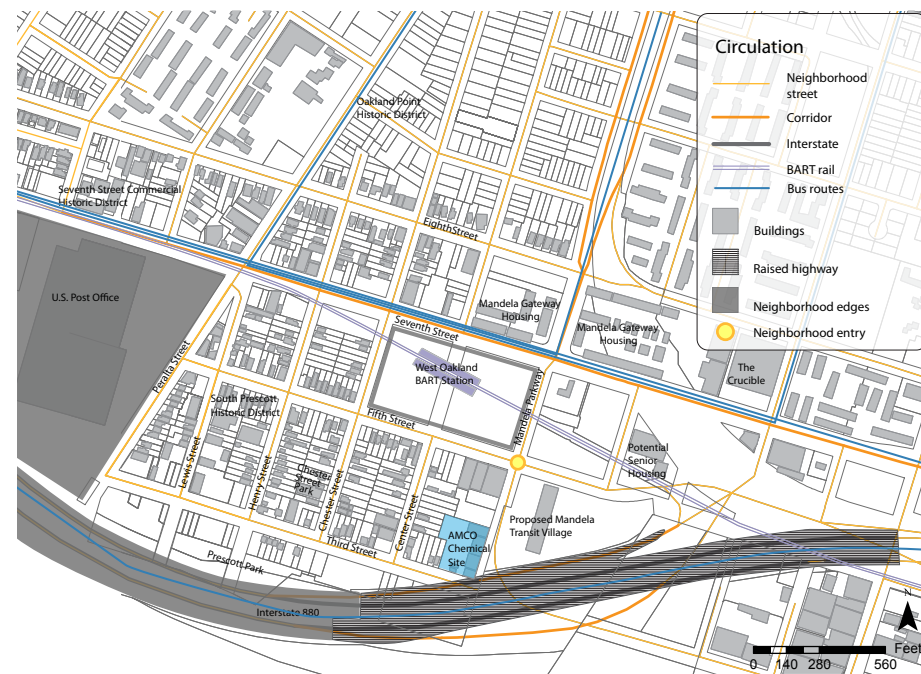 Circulation
Neighborhood
street
Corridor
Interstate
BART rail
Bus routes
Buildings
Raised highway
Neighborhood edges
Neighborhood entry
Oakland Point
Historic District
Seventh Street Commercial
Historic District
EighthStreet
U.S. Post Office
Mandela Gateway
Housing
Mandela Gateway
Housing
Seventh Street
The
Crucible
West Oakland
BART Station
Peralta Street
Mandela Parkway
South Prescott
Historic District
Fifth Street
Potential
Senior
Housing
Lewis Street
Henry Street
Chester
Street
Park
Chester Street
Center Street
Proposed Mandela
Transit Village
AMCO
Chemical
Site
Third Street
Prescott Park
Interstate 880
N
Feet
0 140 280 560